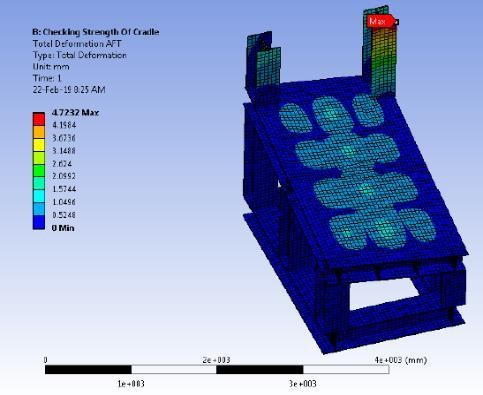 B: Checking Strength Of Cradle
Total Deformation AFT
Type: Total Deformation
Unit: mm
Time: 1
22-Feb-19 8:25 AM
4.7232 Max
4.1984
3.6736
3.1488
2.624
2.0992
1.5744
1.0496
0.5248
0 Min
Max
0 2e+003 4e+003 (mm)
1e+003 3e+003